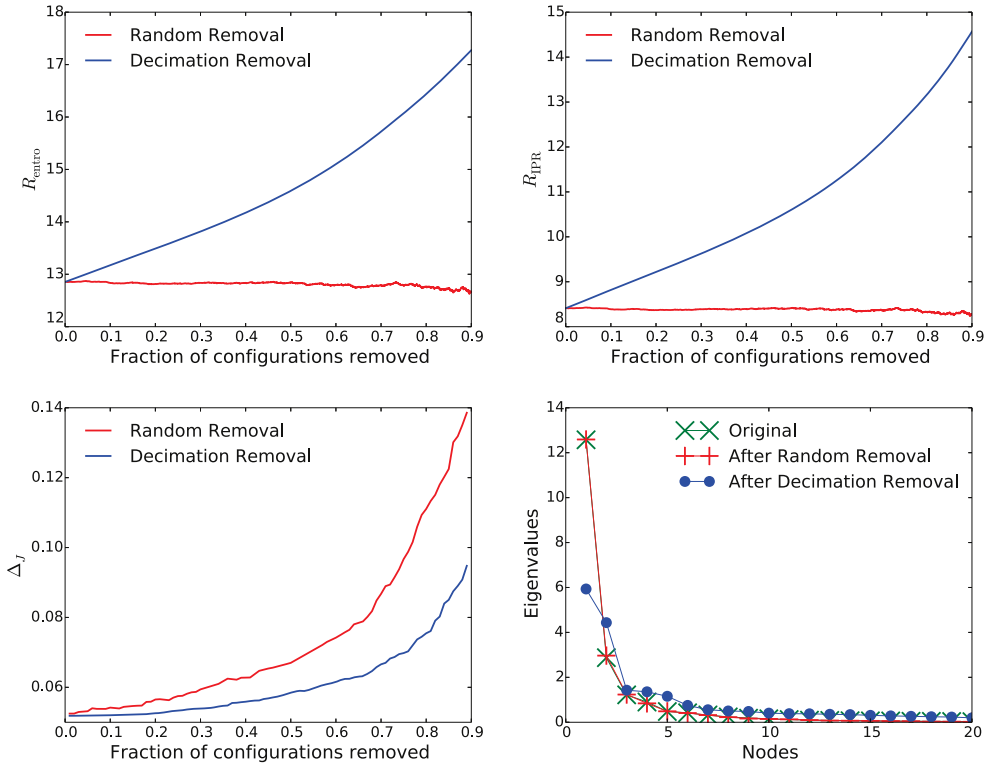 18
17
16
15
14
13
12
R_entro
Random Removal
Decimation Removal
0.0 0.1 0.2 0.3 0.4 0.5 0.6 0.7 0.8 0.9
Fraction of configurations removed
15
14
13
12
11
10
9
8
R_IPR
Random Removal
Decimation Removal
0.0 0.1 0.2 0.3 0.4 0.5 0.6 0.7 0.8 0.9
Fraction of configurations removed
0.14
0.12
0.10
0.08
0.06
Δ_J
Random Removal
Decimation Removal
0.0 0.1 0.2 0.3 0.4 0.5 0.6 0.7 0.8 0.9
Fraction of configurations removed
14
12
10
8
6
4
2
0
Eigenvalues
Original
After Random Removal
After Decimation Removal
0 5 10 15 20
Nodes